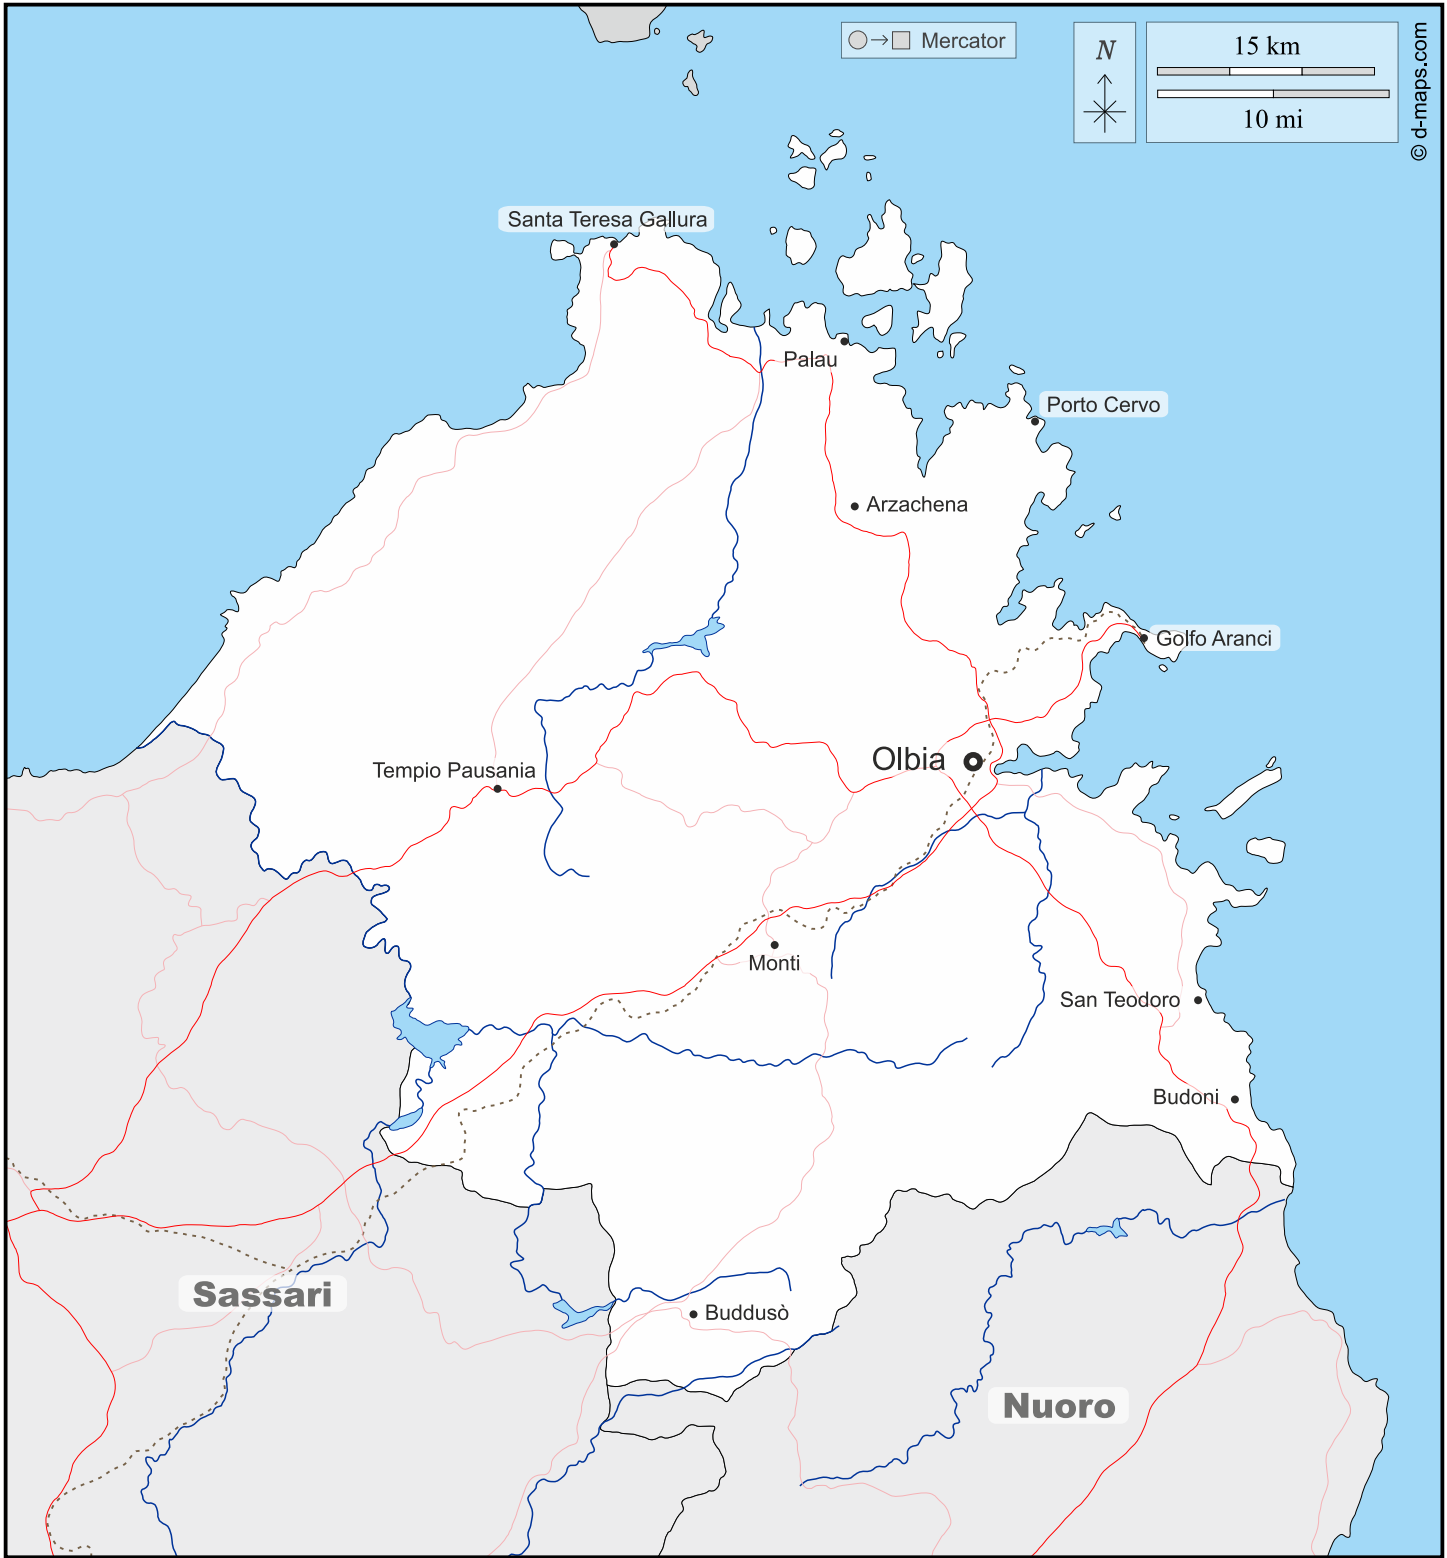 Mercator
N
15 km
10 mi
© d-maps.com
Santa Teresa Gallura
Palau
Porto Cervo
Arzachena
Golfo Aranci
Olbia
Tempio Pausania
Monti
San Teodoro
Budoni
Sassari
Buddusò
Nuoro